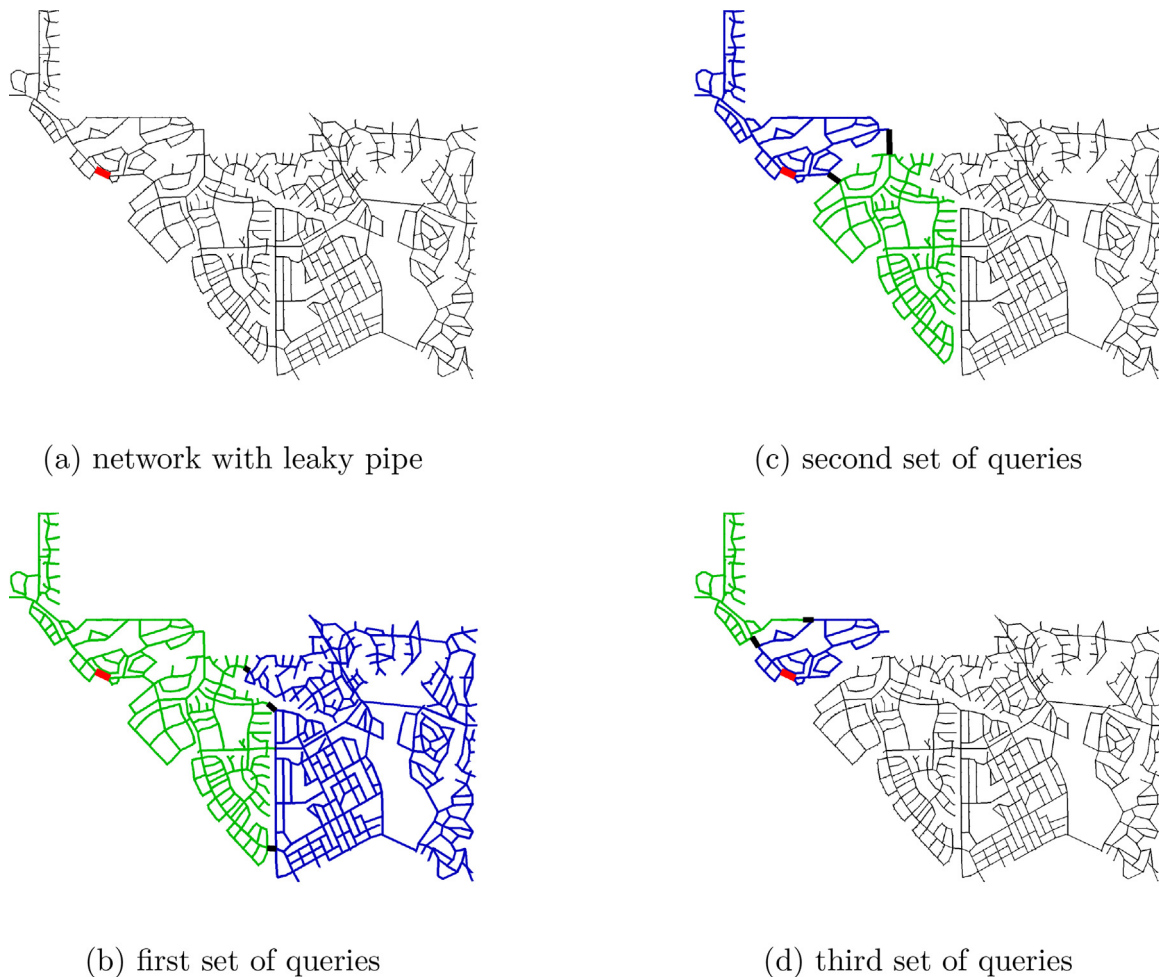 (a) network with leaky pipe
(c) second set of queries
(b) first set of queries
(d) third set of queries